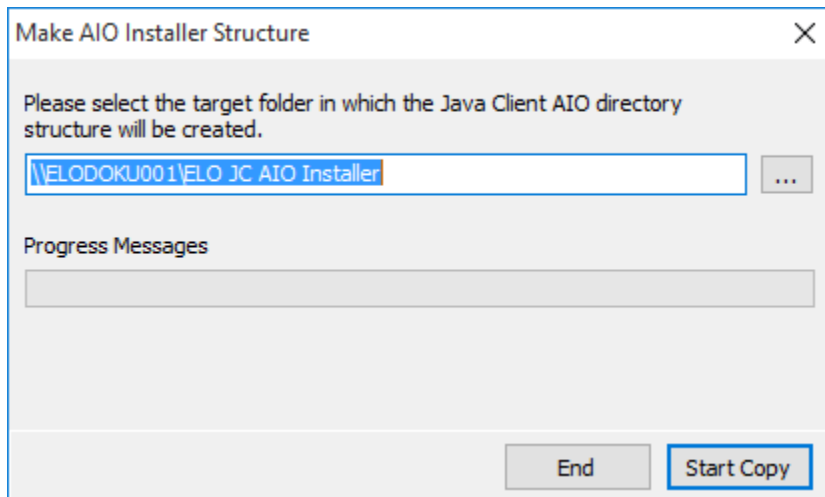 Make AIO Installer Structure
Please select the target folder in which the Java Client AIO directory
structure will be created.
\\ELODOKU001\ELO JC AIO Installer
...
Progress Messages
End
Start Copy